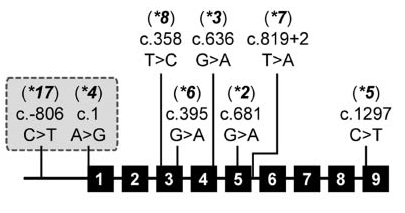 (*8)
c.358
T>C
(*3)
c.636
G>A
(*7)
c.819+2
T>A
(*17)
c.-806
C>T
(*4)
c.1
A>G
(*6)
c.395
G>A
(*2)
c.681
G>A
(*5)
c.1297
C>T
1 2 3 4 5 6 7 8 9